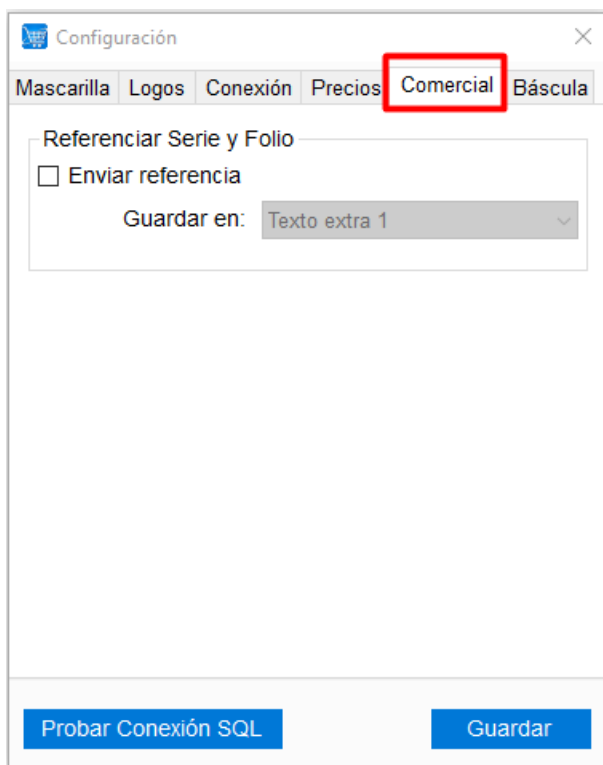 Configuración
Mascarilla Logos Conexión Precios Comercial Báscula
Referenciar Serie y Folio
Enviar referencia
Guardar en: Texto extra 1
Probar Conexión SQL Guardar